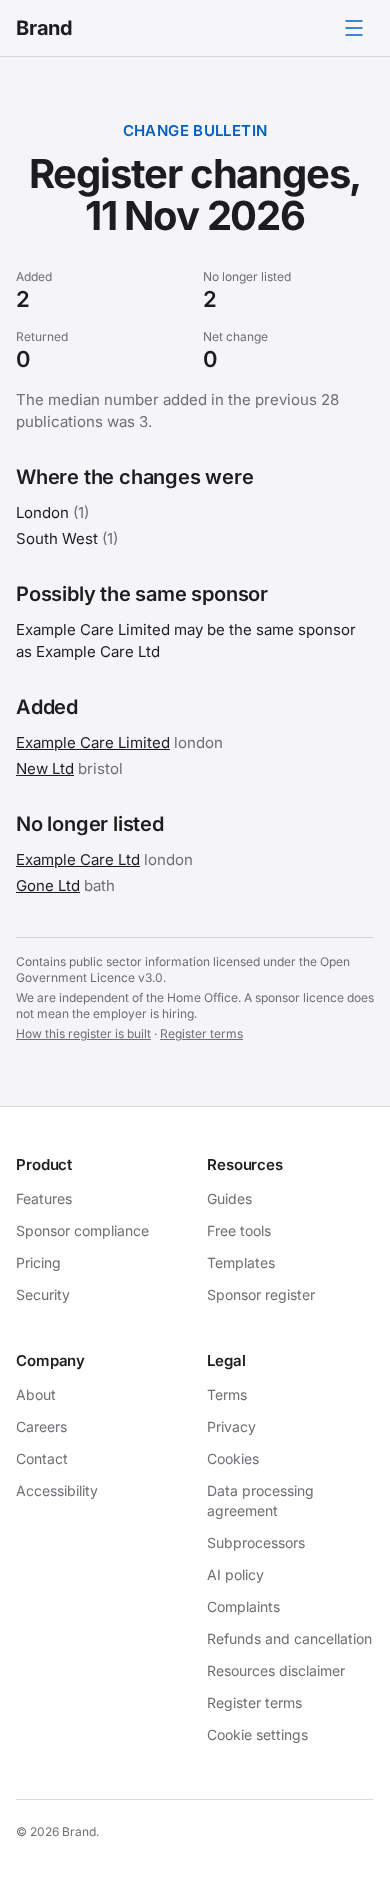 Brand
CHANGE BULLETIN
Register changes,
11 Nov 2026
Added
2
No longer listed
2
Returned
0
Net change
0
The median number added in the previous 28
publications was 3.
Where the changes were
London (1)
South West (1)
Possibly the same sponsor
Example Care Limited may be the same sponsor
as Example Care Ltd
Added
Example Care Limited london
New Ltd bristol
No longer listed
Example Care Ltd london
Gone Ltd bath
Contains public sector information licensed under the Open
Government Licence v3.0.
We are independent of the Home Office. A sponsor licence does
not mean the employer is hiring.
How this register is built · Register terms
Product
Features
Sponsor compliance
Pricing
Security
Resources
Guides
Free tools
Templates
Sponsor register
Company
About
Careers
Contact
Accessibility
Legal
Terms
Privacy
Cookies
Data processing
agreement
Subprocessors
AI policy
Complaints
Refunds and cancellation
Resources disclaimer
Register terms
Cookie settings
© 2026 Brand.